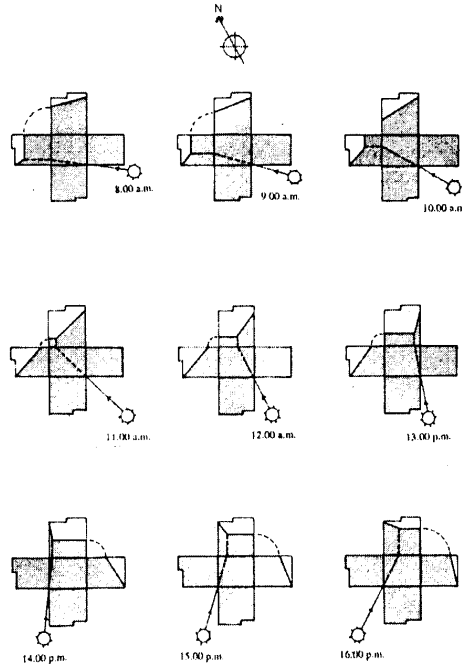 N
8.00 a.m.
9.00 a.m.
10.00 a.m
11.00 a.m.
12.00 a.m.
13.00 p.m.
14.00 p.m.
15.00 p.m.
16.00 p.m.